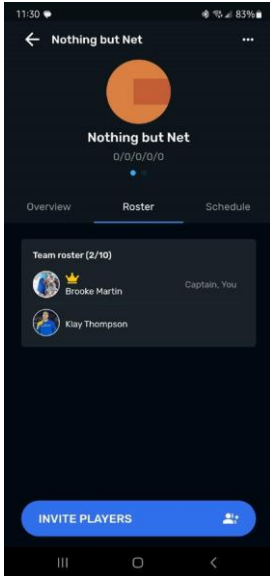 11:30 83%
Nothing but Net
Nothing but Net
0/0/0/0/0
Overview Roster Schedule
Team roster (2/10)
Brooke Martin Captain, You
Klay Thompson
INVITE PLAYERS